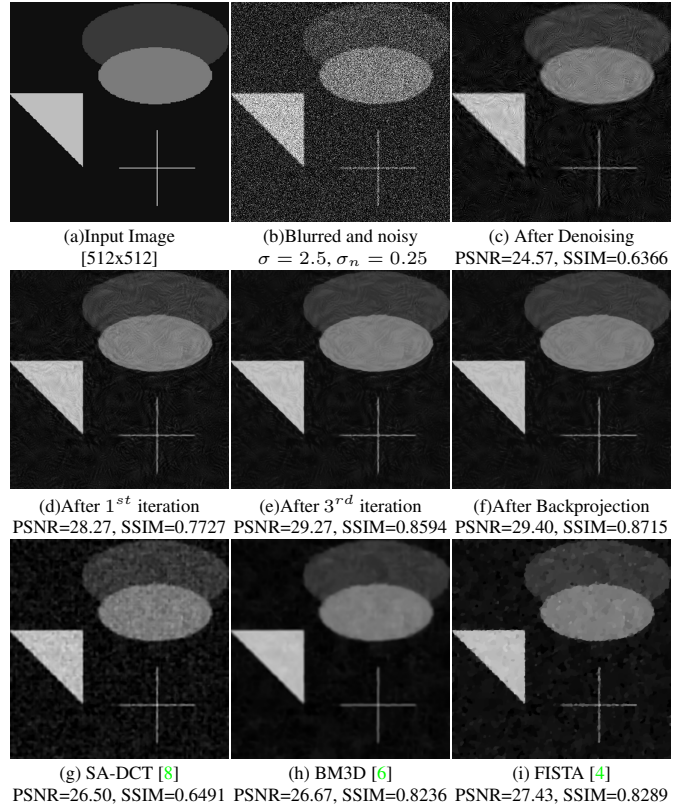 (a)Input Image
[512x512]
(b)Blurred and noisy
σ = 2.5, σₙ = 0.25
(c) After Denoising
PSNR=24.57, SSIM=0.6366
(d)After 1ˢᵗ iteration
PSNR=28.27, SSIM=0.7727
(e)After 3ʳᵈ iteration
PSNR=29.27, SSIM=0.8594
(f)After Backprojection
PSNR=29.40, SSIM=0.8715
(g) SA-DCT [8]
PSNR=26.50, SSIM=0.6491
(h) BM3D [6]
PSNR=26.67, SSIM=0.8236
(i) FISTA [4]
PSNR=27.43, SSIM=0.8289